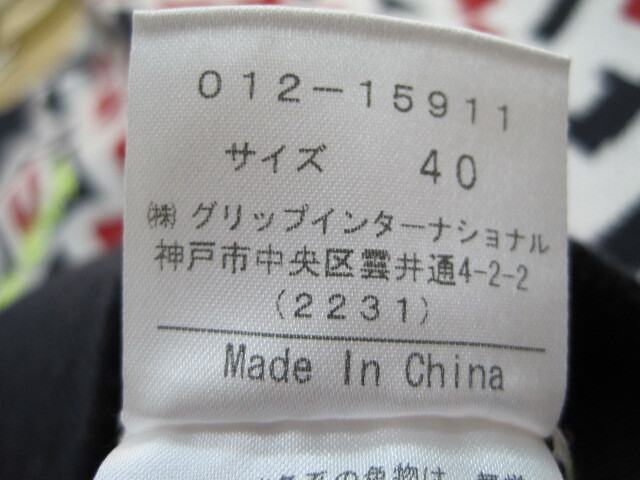 012-15911
サイズ 40
㈱ グリップインターナショナル
神戸市中央区雲井通4-2-2
(2231)
Made In China